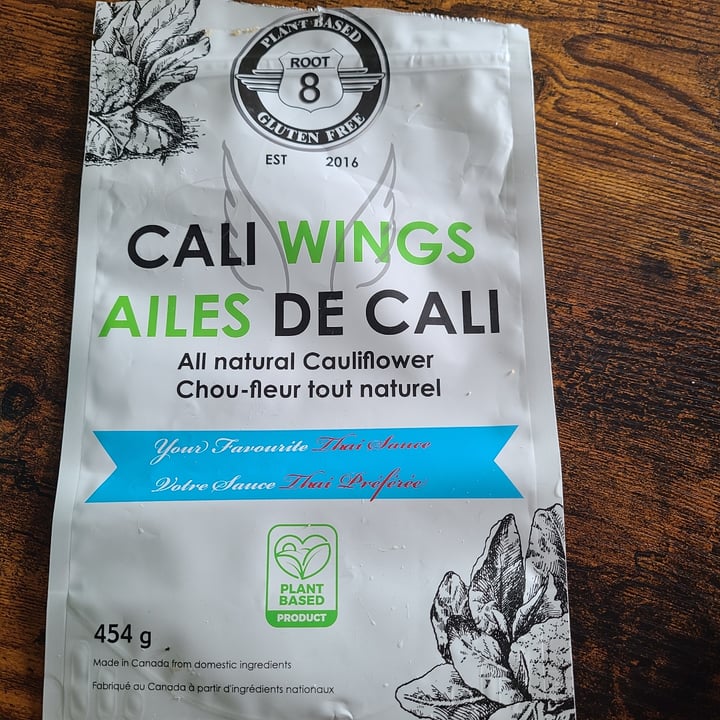 PLANT BASED
ROOT
8
GLUTEN FREE
EST 2016
CALI WINGS
AILES DE CALI
All natural Cauliflower
Chou-fleur tout naturel
Your Favourite Thai Sauce
Votre Sauce Thai Préférée
PLANT
BASED
PRODUCT
454 g
Made in Canada from domestic ingredients
Fabriqué au Canada à partir d'ingrédients nationaux